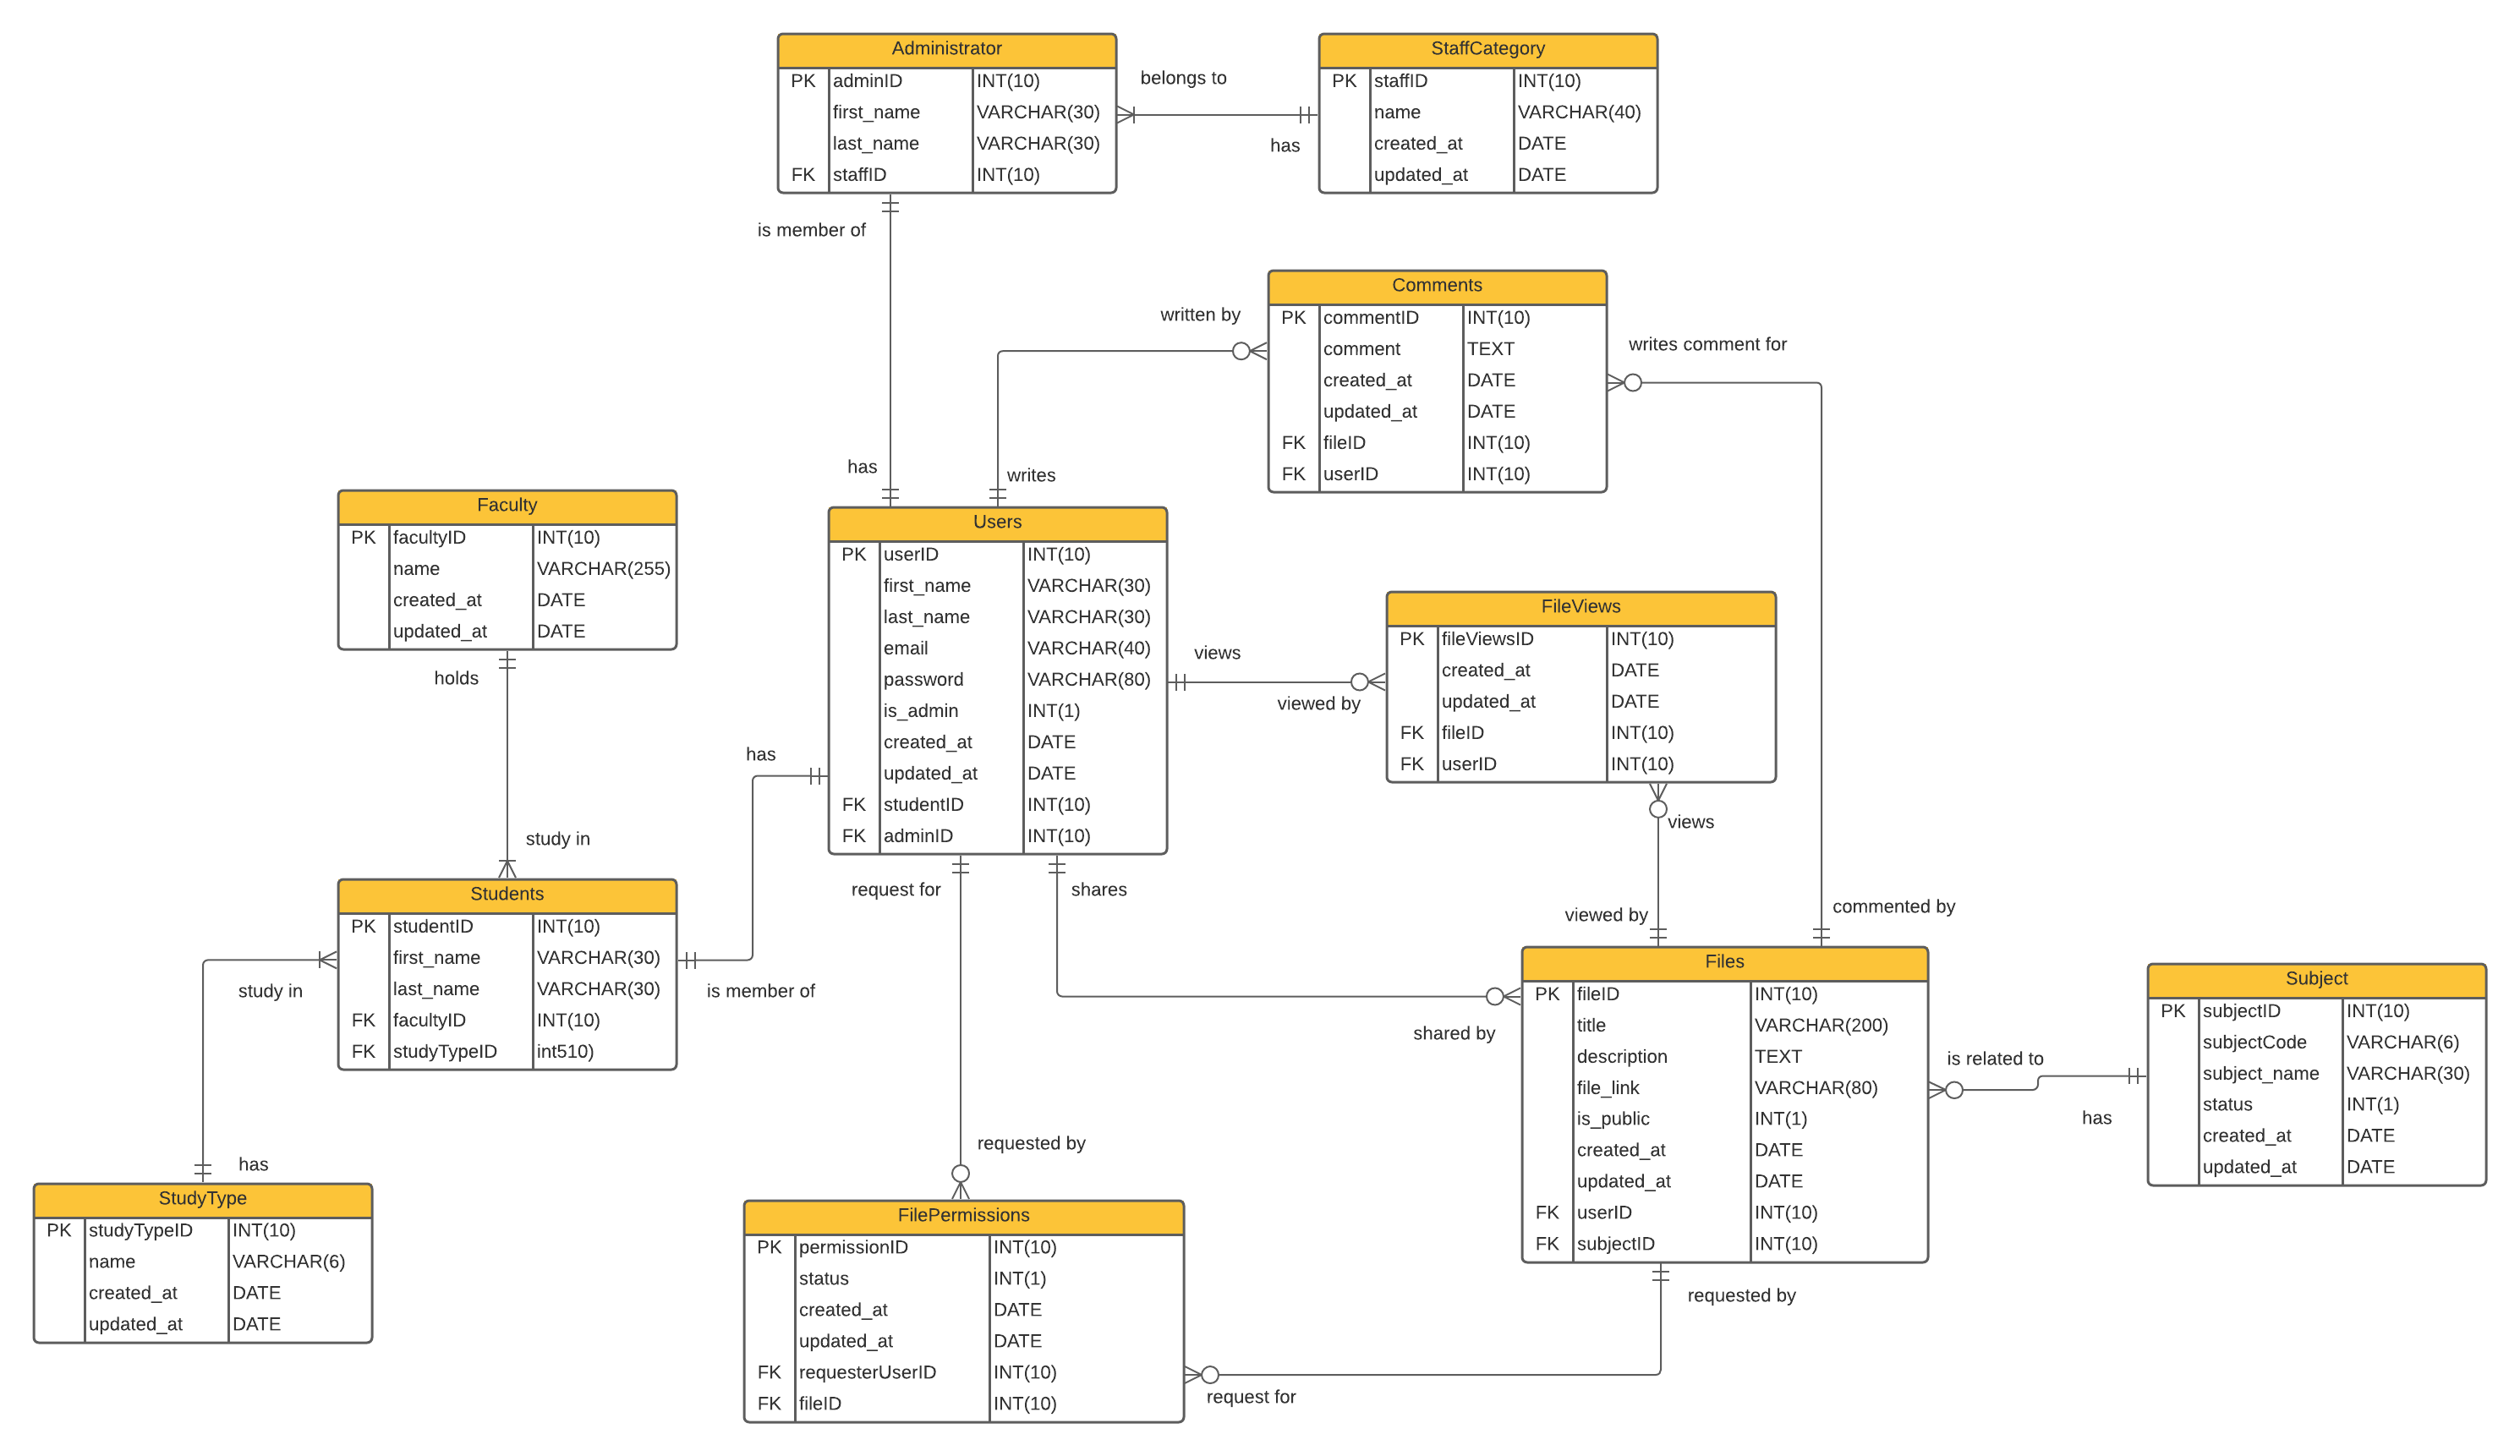 Administrator
PK adminID INT(10)
first_name VARCHAR(30)
last_name VARCHAR(30)
FK staffID INT(10)
belongs to
has
StaffCategory
PK staffID INT(10)
name VARCHAR(40)
created_at DATE
updated_at DATE
is member of
has
Comments
PK commentID INT(10)
comment TEXT
created_at DATE
updated_at DATE
FK fileID INT(10)
FK userID INT(10)
written by
writes
writes comment for
commented by
Faculty
PK facultyID INT(10)
name VARCHAR(255)
created_at DATE
updated_at DATE
holds
study in
Users
PK userID INT(10)
first_name VARCHAR(30)
last_name VARCHAR(30)
email VARCHAR(40)
password VARCHAR(80)
is_admin INT(1)
created_at DATE
updated_at DATE
FK studentID INT(10)
FK adminID INT(10)
views
viewed by
FileViews
PK fileViewsID INT(10)
created_at DATE
updated_at DATE
FK fileID INT(10)
FK userID INT(10)
views
viewed by
has
is member of
Students
PK studentID INT(10)
first_name VARCHAR(30)
last_name VARCHAR(30)
FK facultyID INT(10)
FK studyTypeID int510)
study in
has
request for
requested by
shares
shared by
Files
PK fileID INT(10)
title VARCHAR(200)
description TEXT
file_link VARCHAR(80)
is_public INT(1)
created_at DATE
updated_at DATE
FK userID INT(10)
FK subjectID INT(10)
is related to
has
Subject
PK subjectID INT(10)
subjectCode VARCHAR(6)
subject_name VARCHAR(30)
status INT(1)
created_at DATE
updated_at DATE
StudyType
PK studyTypeID INT(10)
name VARCHAR(6)
created_at DATE
updated_at DATE
FilePermissions
PK permissionID INT(10)
status INT(1)
created_at DATE
updated_at DATE
FK requesterUserID INT(10)
FK fileID INT(10)
requested by
request for